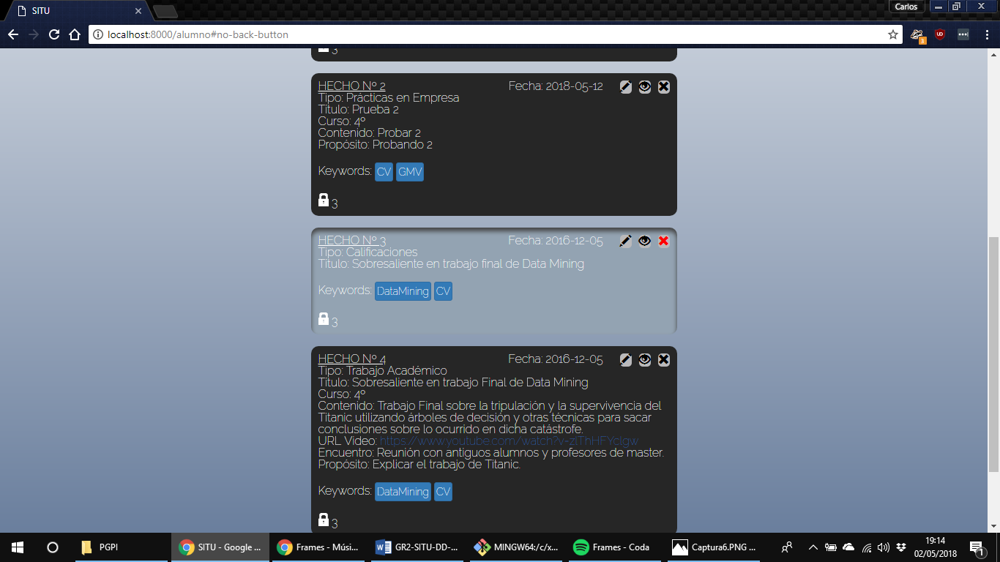 SITU
Carlos
localhost:8000/alumno#no-back-button
3
3
HECHO Nº 2 Fecha: 2018-05-12
Tipo: Prácticas en Empresa
Título: Prueba 2
Curso: 4º
Contenido: Probar 2
Propósito: Probando 2
Keywords: CV GMV
3
HECHO Nº 3 Fecha: 2016-12-05
Tipo: Calificaciones
Título: Sobresaliente en trabajo final de Data Mining
Keywords: DataMining CV
3
HECHO Nº 4 Fecha: 2016-12-05
Tipo: Trabajo Académico
Título: Sobresaliente en trabajo Final de Data Mining
Curso: 4º
Contenido: Trabajo Final sobre la tripulación y la supervivencia del
Titanic utilizando árboles de decisión y otras técnicas para sacar
conclusiones sobre lo ocurrido en dicha catástrofe.
URL Video: https://www.youtube.com/watch?v=zlThHFYclgw
Encuentro: Reunión con antiguos alumnos y profesores de master.
Propósito: Explicar el trabajo de Titanic.
Keywords: DataMining CV
3
PGPI
SITU - Google ...
Frames - Músi...
GR2-SITU-DD-...
MINGW64:/c/x...
Frames - Coda
Captura6.PNG ...
19:14
02/05/2018
1